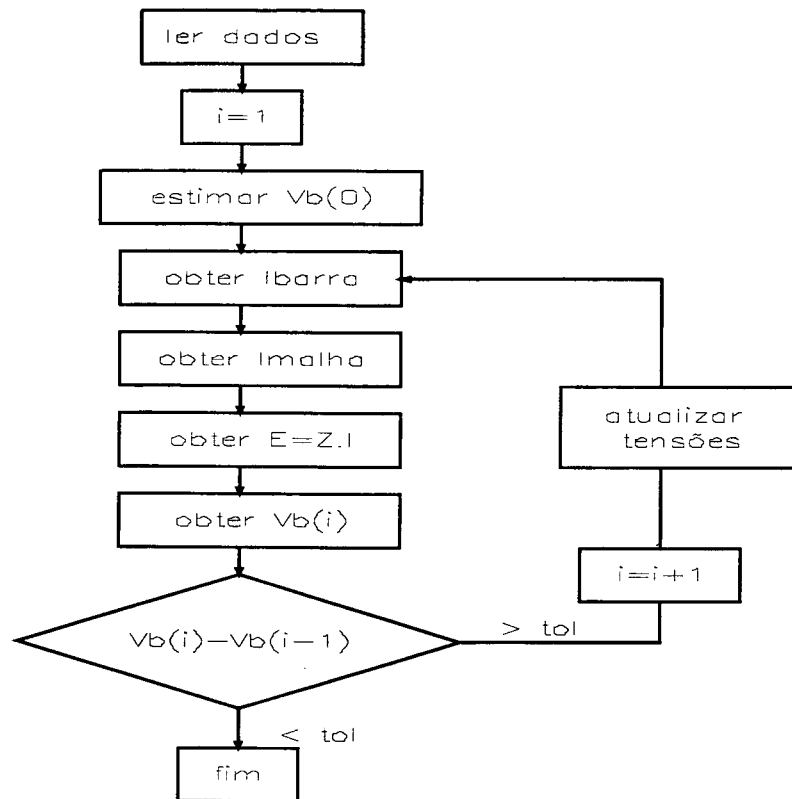 ler dados
i=1
estimar Vb(0)
obter Ibarra
obter Imalha
obter E=Z.I
obter Vb(i)
Vb(i)-Vb(i-1)
> tol
i=i+1
atualizar
tensões
< tol
fim